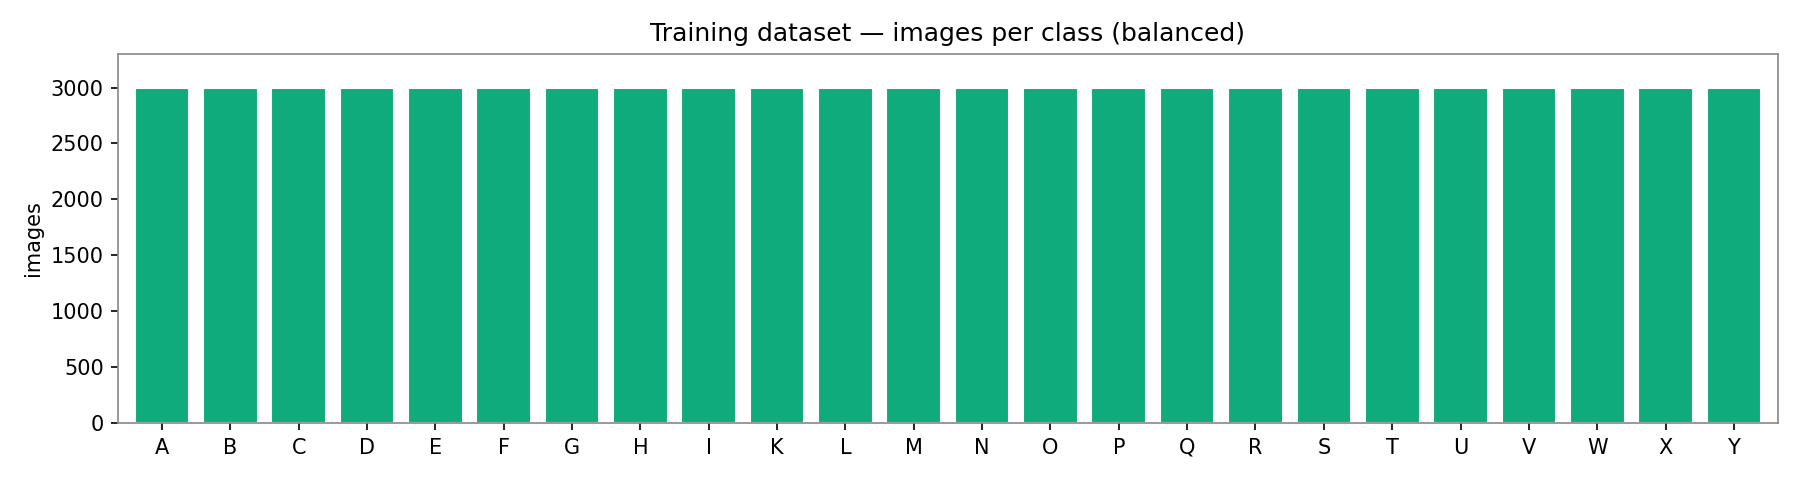 Training dataset — images per class (balanced)
3000
2500
2000
1500
1000
500
0
images
A B C D E F G H I K L M N O P Q R S T U V W X Y